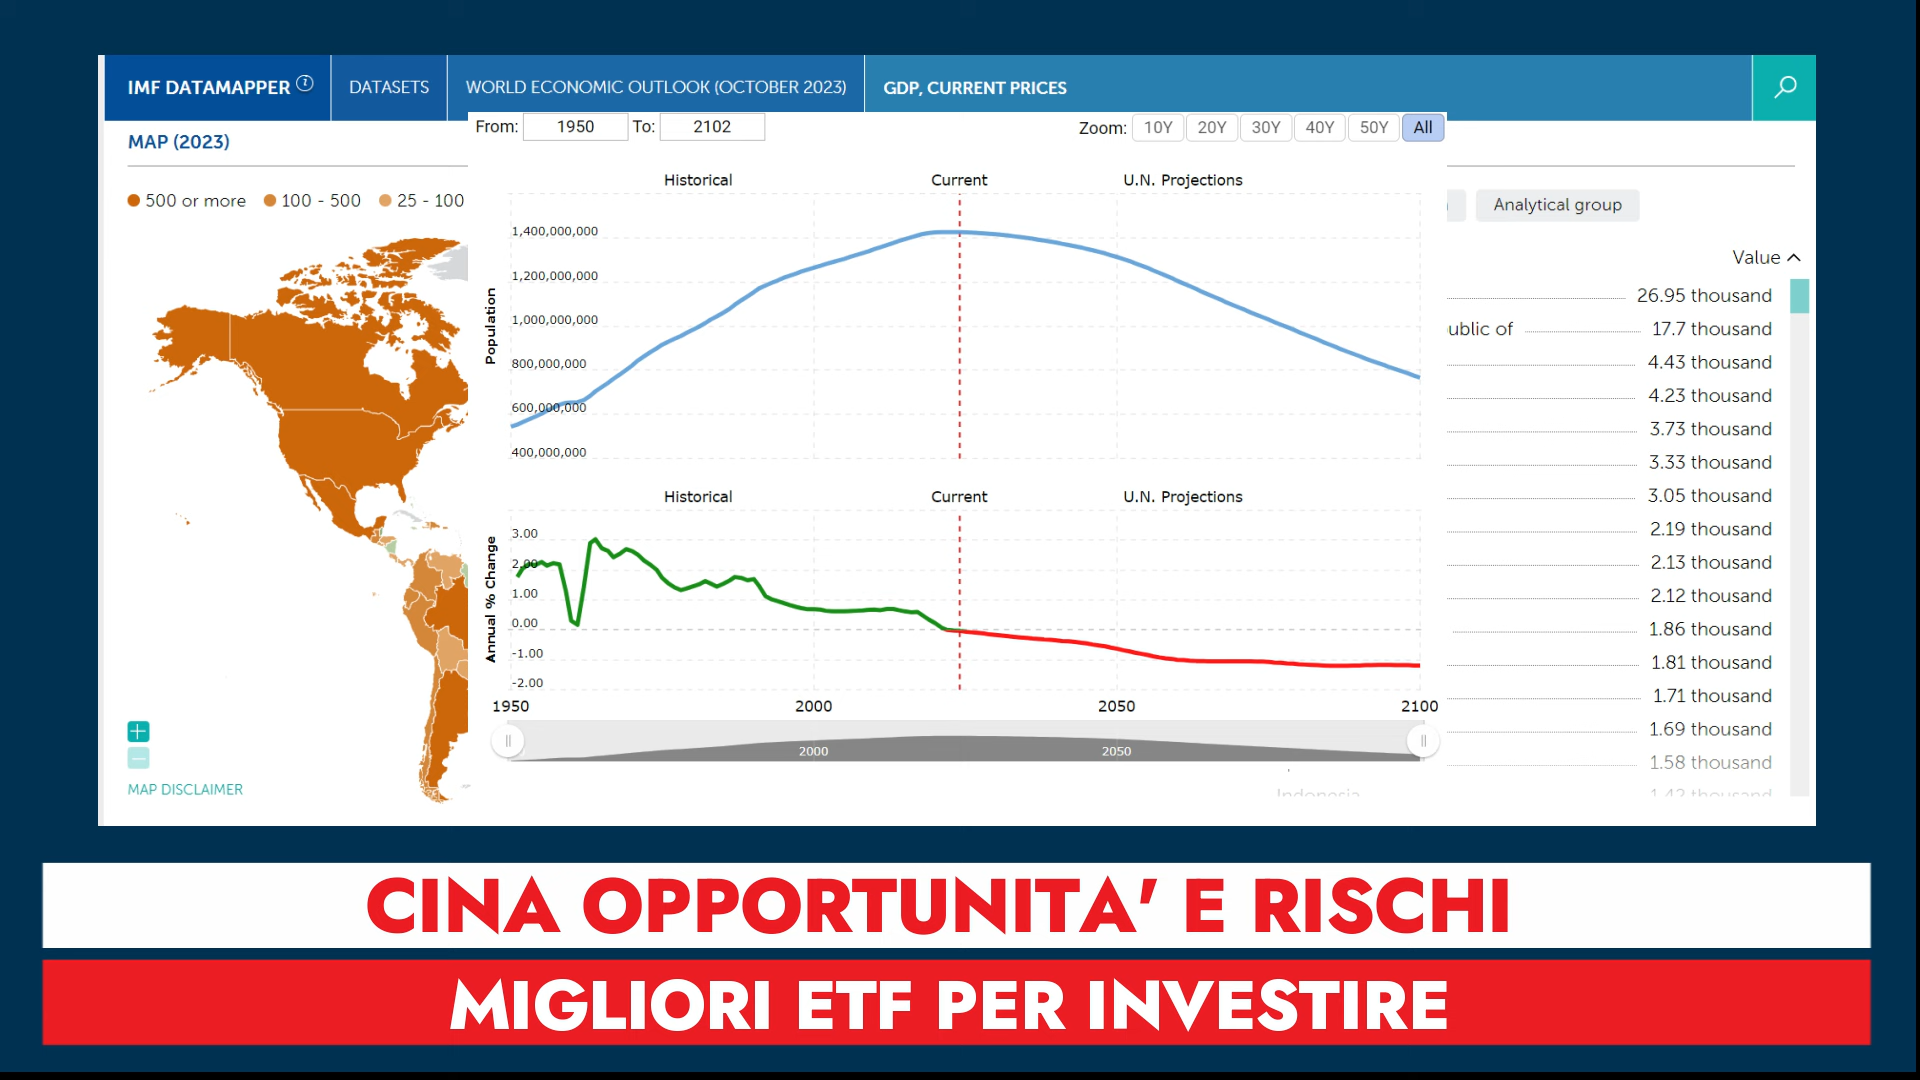 IMF DATAMAPPER
DATASETS
WORLD ECONOMIC OUTLOOK (OCTOBER 2023)
GDP, CURRENT PRICES
MAP (2023)
500 or more
100 - 500
25 - 100
From: 1950 To: 2102
Zoom: 10Y 20Y 30Y 40Y 50Y All
Historical
Current
U.N. Projections
Population
1,400,000,000
1,200,000,000
1,000,000,000
800,000,000
600,000,000
400,000,000
Historical
Current
U.N. Projections
Annual % Change
3.00
2.00
1.00
0.00
-1.00
-2.00
1950
2000
2050
2100
2000
2050
Analytical group
Value
26.95 thousand
ublic of 17.7 thousand
4.43 thousand
4.23 thousand
3.73 thousand
3.33 thousand
3.05 thousand
2.19 thousand
2.13 thousand
2.12 thousand
1.86 thousand
1.81 thousand
1.71 thousand
1.69 thousand
1.58 thousand
Indonesia 1.42 thousand
MAP DISCLAIMER
CINA OPPORTUNITA' E RISCHI
MIGLIORI ETF PER INVESTIRE